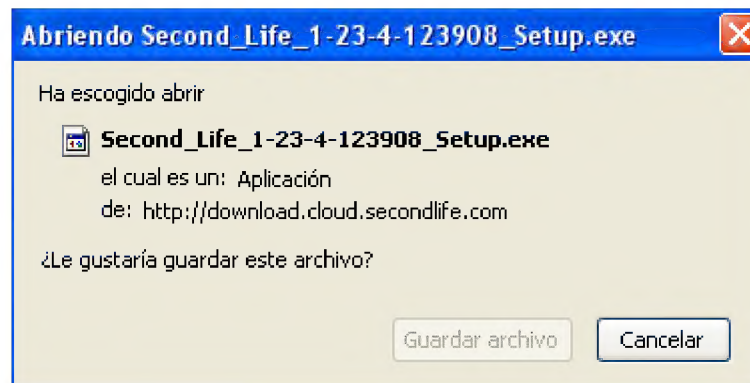 Abriendo Second_Life_1-23-4-123908_Setup.exe
Ha escogido abrir
Second_Life_1-23-4-123908_Setup.exe
el cual es un: Aplicación
de: http://download.cloud.secondlife.com
¿Le gustaría guardar este archivo?
Guardar archivo Cancelar